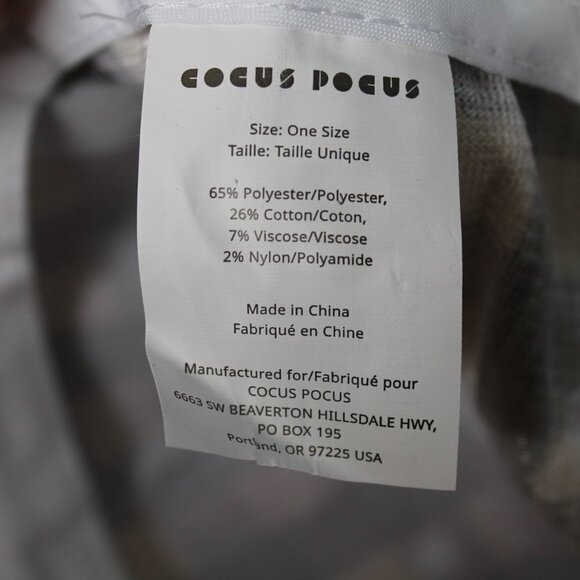 COCUS POCUS
Size: One Size
Taille: Taille Unique
65% Polyester/Polyester,
26% Cotton/Coton,
7% Viscose/Viscose
2% Nylon/Polyamide
Made in China
Fabriqué en Chine
Manufactured for/Fabriqué pour
COCUS POCUS
6663 SW BEAVERTON HILLSDALE HWY,
PO BOX 195
Portland, OR 97225 USA